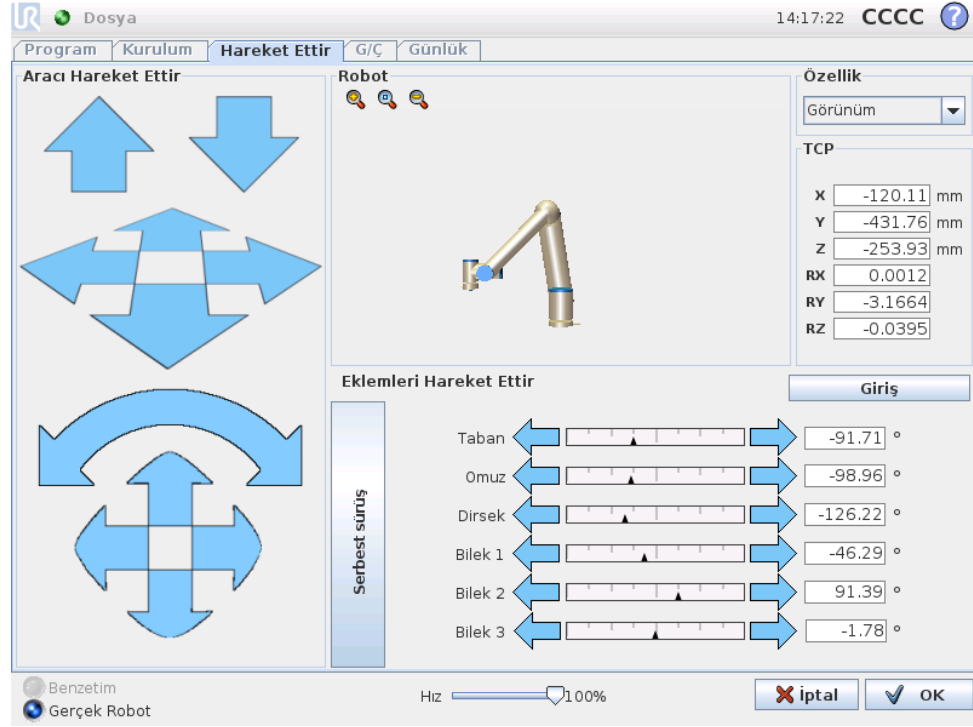 UR Dosya 14:17:22 CCCC ?
Program Kurulum Hareket Ettir G/Ç Günlük
Aracı Hareket Ettir
Robot
Özellik
Görünüm
TCP
X -120.11 mm
Y -431.76 mm
Z -253.93 mm
RX 0.0012
RY -3.1664
RZ -0.0395
Eklemleri Hareket Ettir
Giriş
Serbest sürüş
Taban -91.71 °
Omuz -98.96 °
Dirsek -126.22 °
Bilek 1 -46.29 °
Bilek 2 91.39 °
Bilek 3 -1.78 °
Benzetim
Gerçek Robot
Hız 100%
İptal
OK